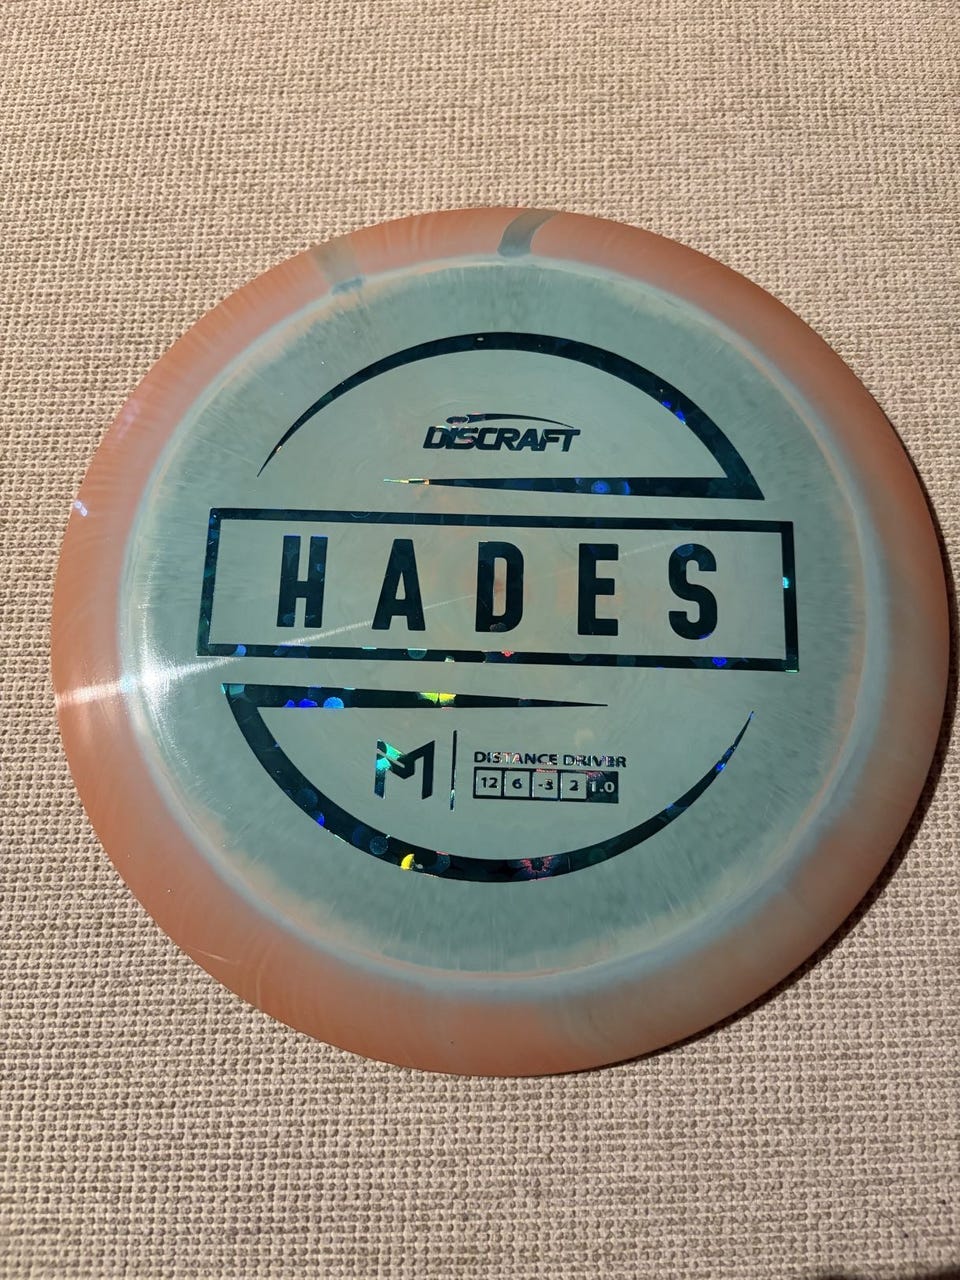 DISCRAFT
HADES
M
DISTANCE DRIVER
12 6 -3 2 1.0